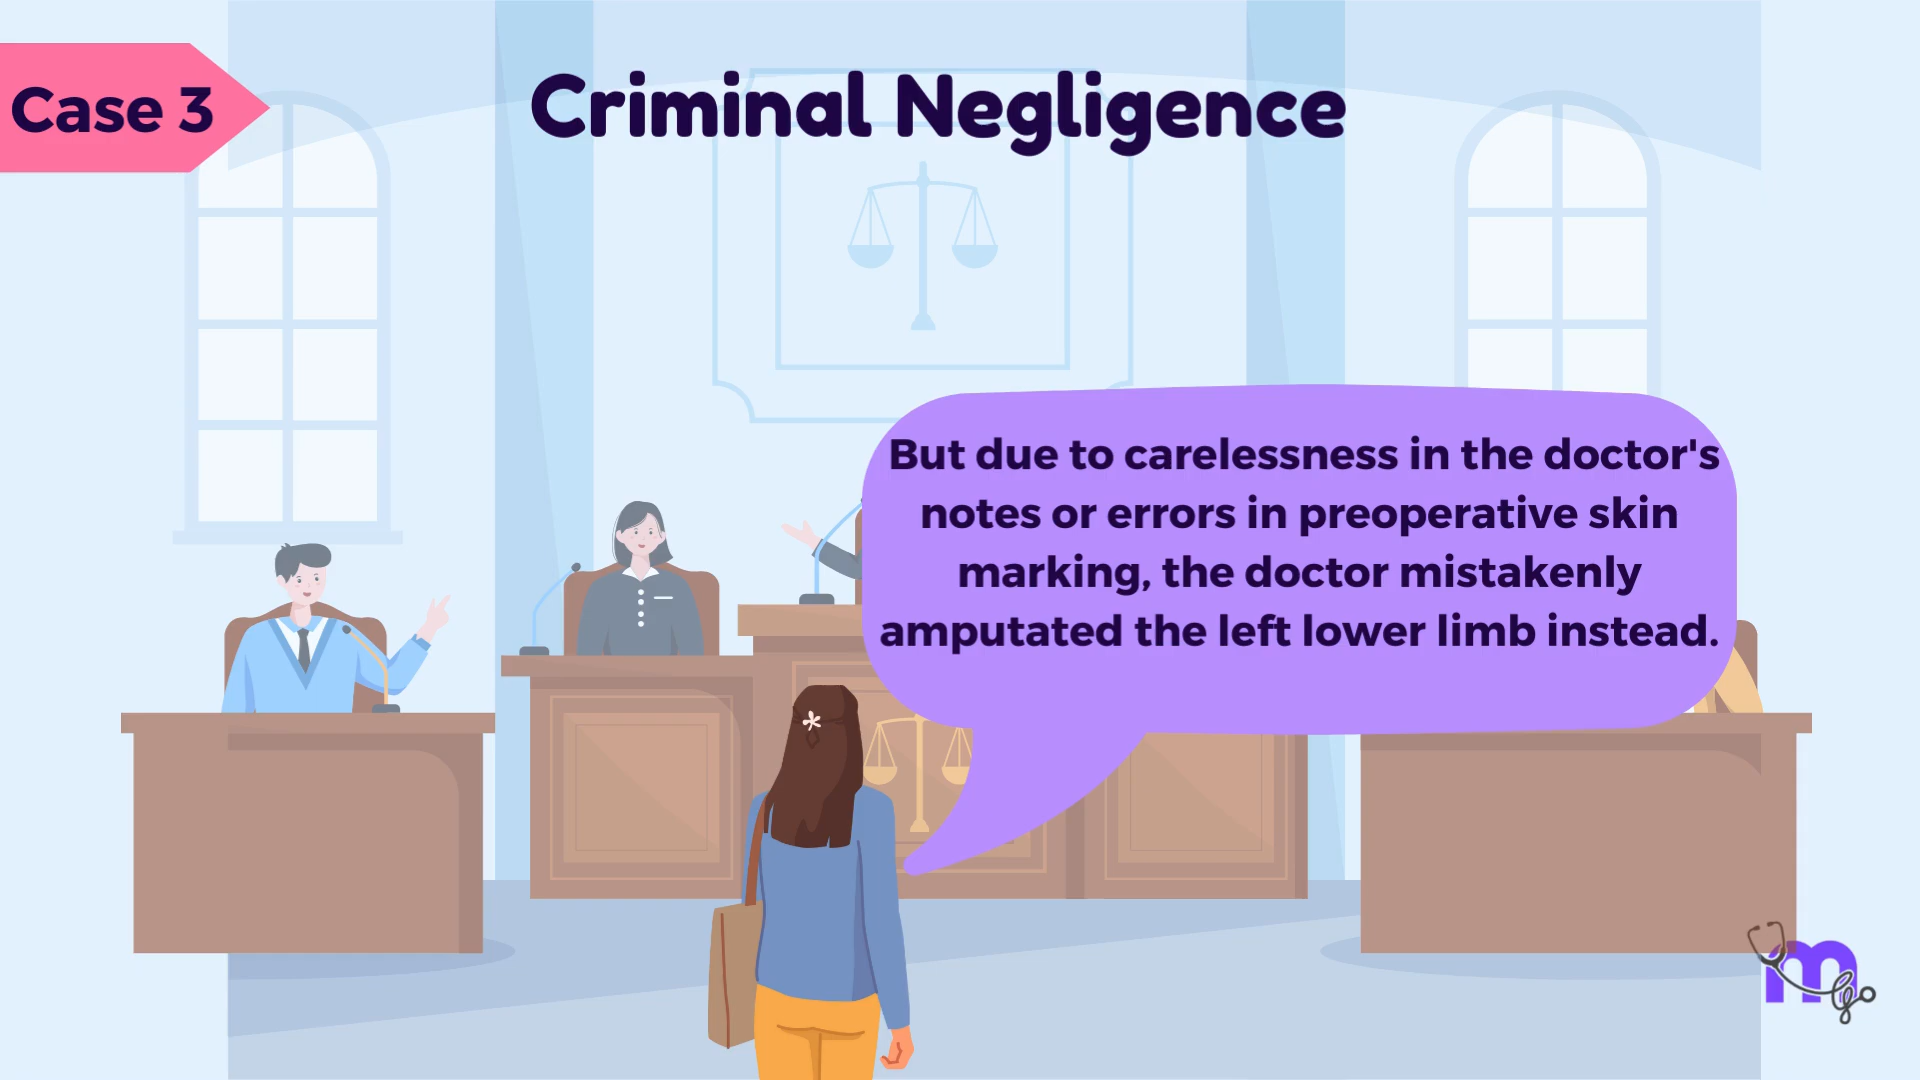 Case 3
Criminal Negligence
But due to carelessness in the doctor's
notes or errors in preoperative skin
marking, the doctor mistakenly
amputated the left lower limb instead.
m